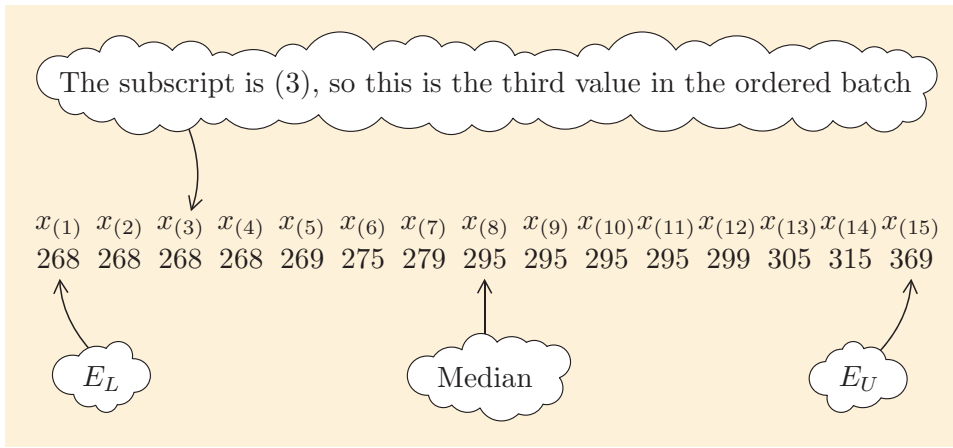 The subscript is (3), so this is the third value in the ordered batch
x(1) x(2) x(3) x(4) x(5) x(6) x(7) x(8) x(9) x(10) x(11) x(12) x(13) x(14) x(15)
268 268 268 268 269 275 279 295 295 295 295 299 305 315 369
E_L Median E_U